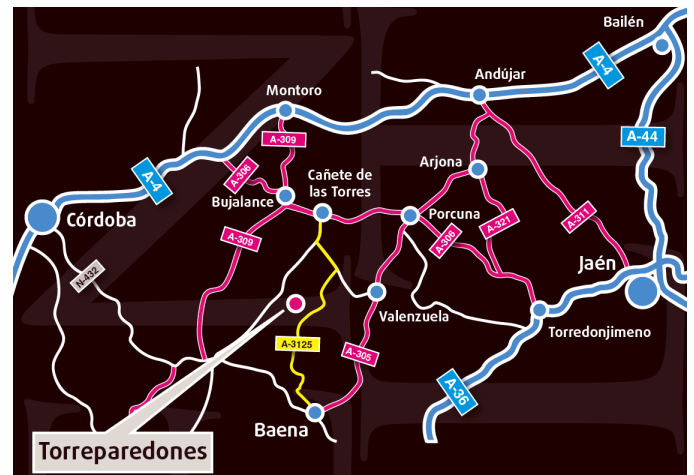 Bailén
A-4
Andújar
Montoro
A-44
A-309
A-306
Arjona
A-4
Cañete de
las Torres
Bujalance
Córdoba
Porcuna
A-321
A-311
A-306
A-309
Jaén
N-432
Valenzuela
Torredonjimeno
A-3125
A-305
A-36
Baena
Torreparedones